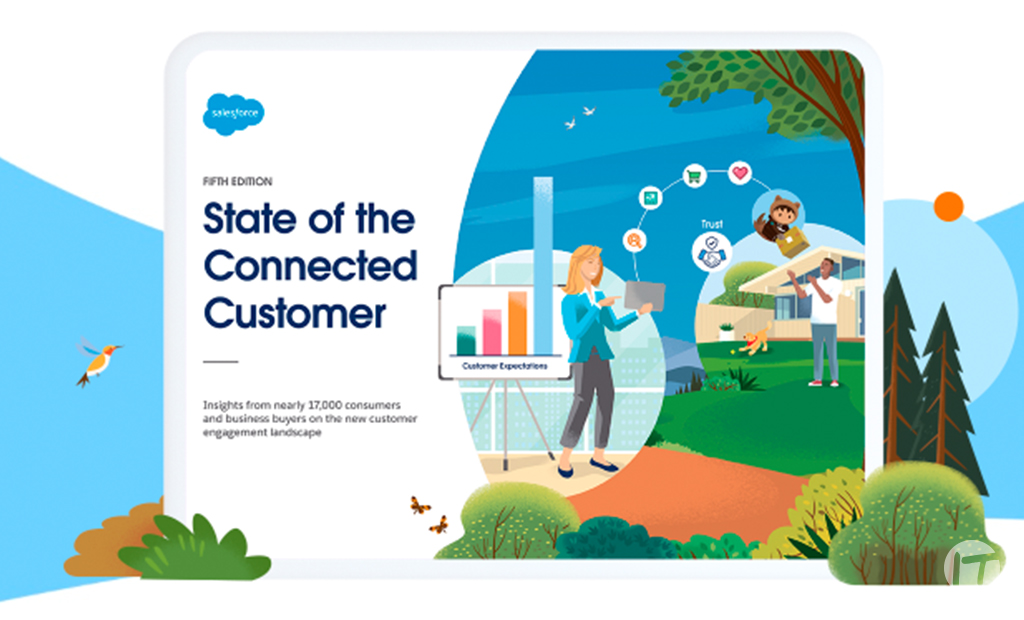 salesforce
FIFTH EDITION
State of the
Connected
Customer
Insights from nearly 17,000 consumers
and business buyers on the new customer
engagement landscape
Trust
Customer Expectations
IT